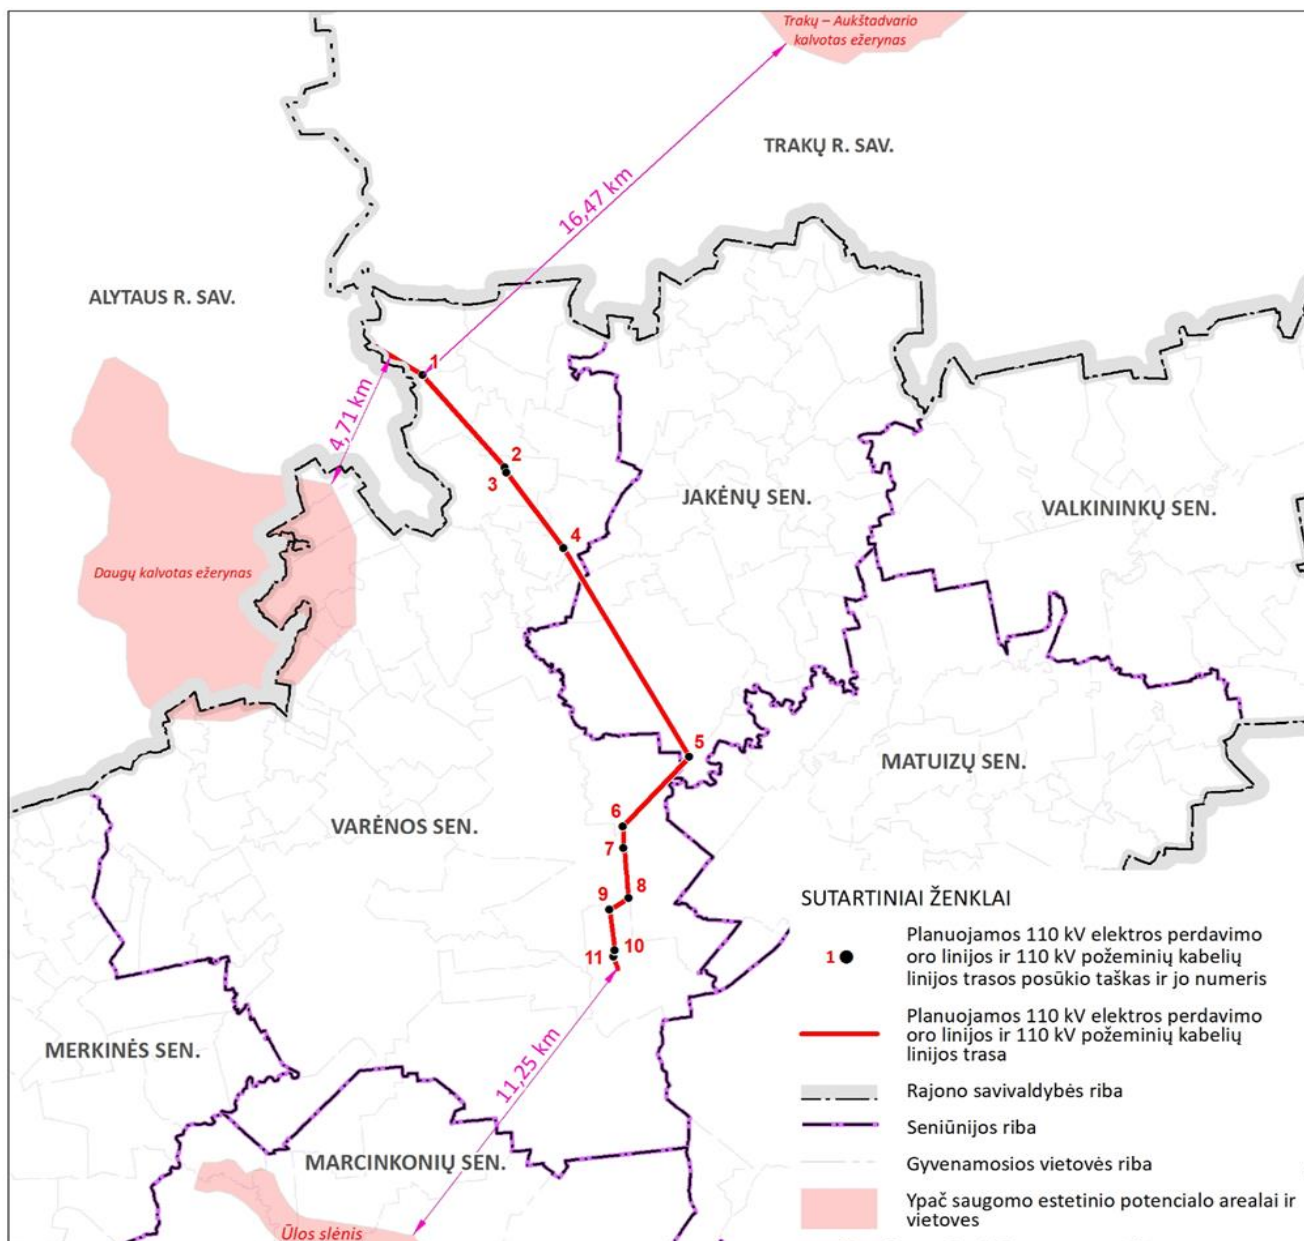 Trakų – Aukštadvario
kalvotas ežerynas
TRAKŲ R. SAV.
16,47 km
ALYTAUS R. SAV.
1
4,71 km
2
3
JAKĖNŲ SEN.
VALKININKŲ SEN.
4
Daugų kalvotas ežerynas
5
MATUIZŲ SEN.
6
VARĖNOS SEN.
7
8
9
10
11
MERKINĖS SEN.
11,25 km
MARCINKONIŲ SEN.
Ūlos slėnis
SUTARTINIAI ŽENKLAI
1
Planuojamos 110 kV elektros perdavimo
oro linijos ir 110 kV požeminių kabelių
linijos trasos posūkio taškas ir jo numeris
Planuojamos 110 kV elektros perdavimo
oro linijos ir 110 kV požeminių kabelių
linijos trasa
Rajono savivaldybės riba
Seniūnijos riba
Gyvenamosios vietovės riba
Ypač saugomo estetinio potencialo arealai ir
vietoves